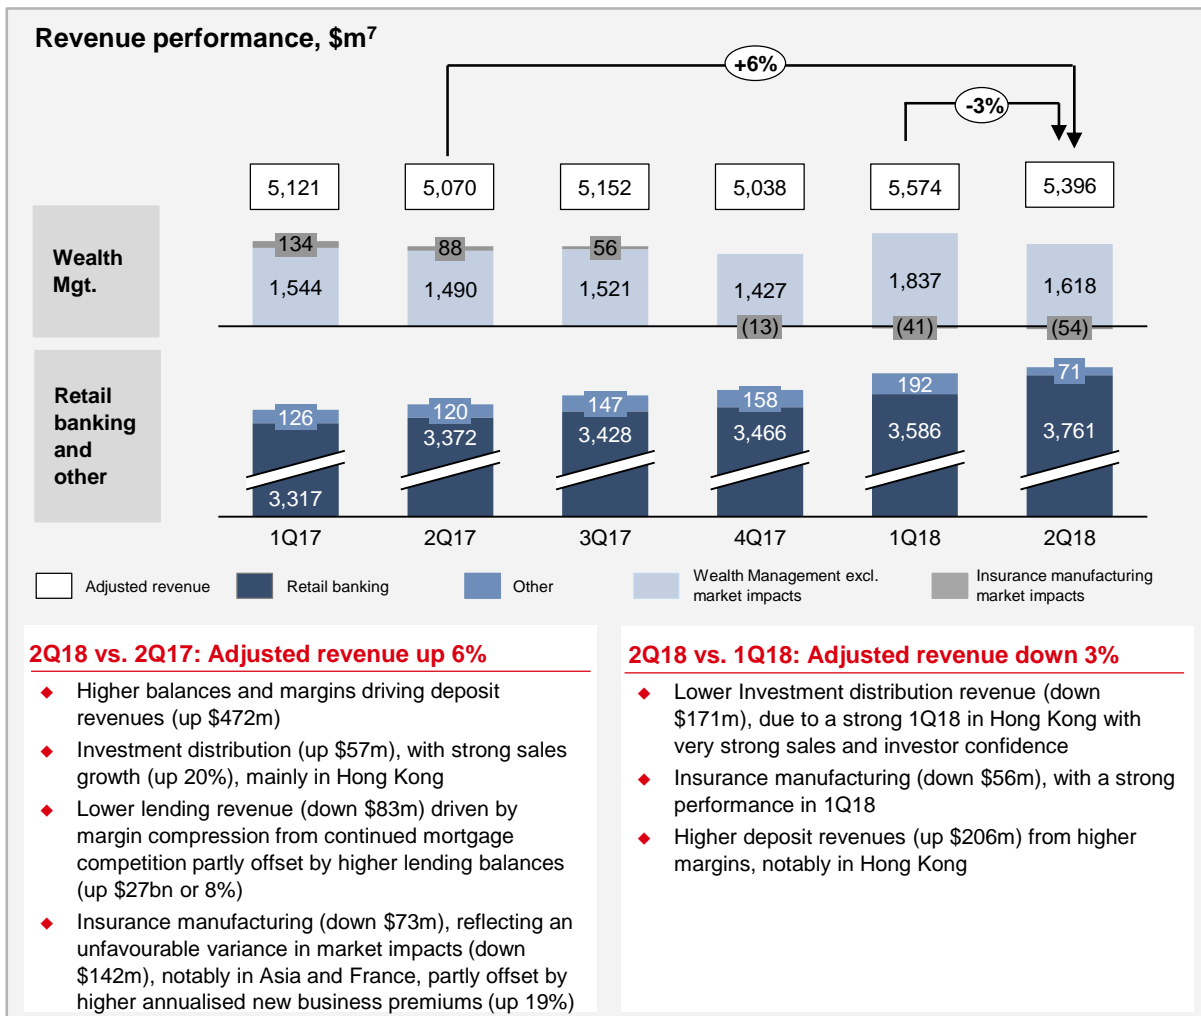 Revenue performance, $m7
+6%
-3%
5,121 5,070 5,152 5,038 5,574 5,396
Wealth
Mgt.
134 88 56
1,544 1,490 1,521 1,427 1,837 1,618
(13) (41) (54)
Retail
banking
and
other
126 120 147 158 192 71
3,317 3,372 3,428 3,466 3,586 3,761
1Q17 2Q17 3Q17 4Q17 1Q18 2Q18
Adjusted revenue
Retail banking
Other
Wealth Management excl.
market impacts
Insurance manufacturing
market impacts
2Q18 vs. 2Q17: Adjusted revenue up 6%
◆ Higher balances and margins driving deposit
revenues (up $472m)
◆ Investment distribution (up $57m), with strong sales
growth (up 20%), mainly in Hong Kong
◆ Lower lending revenue (down $83m) driven by
margin compression from continued mortgage
competition partly offset by higher lending balances
(up $27bn or 8%)
◆ Insurance manufacturing (down $73m), reflecting an
unfavourable variance in market impacts (down
$142m), notably in Asia and France, partly offset by
higher annualised new business premiums (up 19%)
2Q18 vs. 1Q18: Adjusted revenue down 3%
◆ Lower Investment distribution revenue (down
$171m), due to a strong 1Q18 in Hong Kong with
very strong sales and investor confidence
◆ Insurance manufacturing (down $56m), with a strong
performance in 1Q18
◆ Higher deposit revenues (up $206m) from higher
margins, notably in Hong Kong